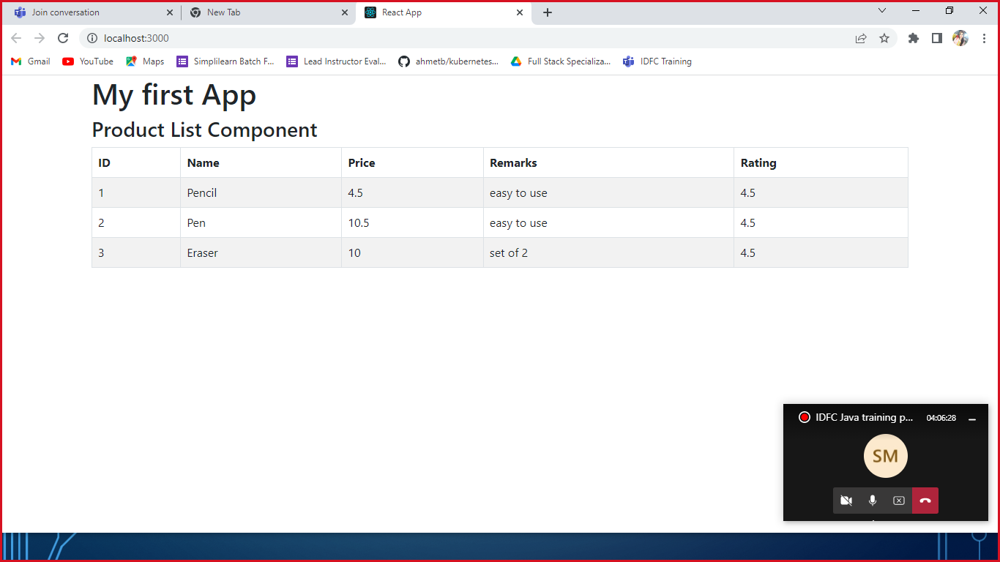 Join conversation New Tab React App
localhost:3000
Gmail YouTube Maps Simplilearn Batch F... Lead Instructor Eval... ahmetb/kubernetes... Full Stack Specializa... IDFC Training
My first App
Product List Component
ID Name Price Remarks Rating
1 Pencil 4.5 easy to use 4.5
2 Pen 10.5 easy to use 4.5
3 Eraser 10 set of 2 4.5
IDFC Java training p... 04:06:28
SM